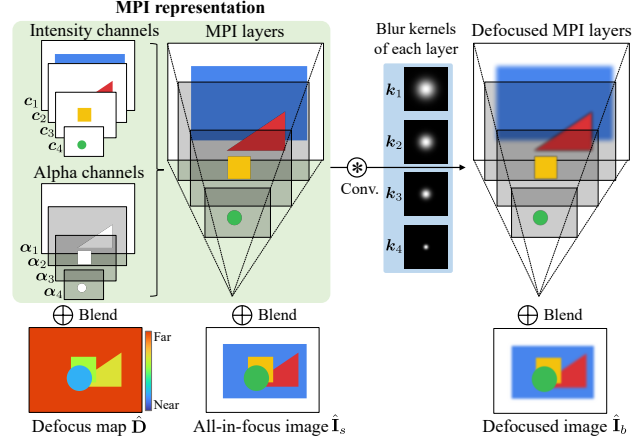 MPI representation
Intensity channels
c₁
c₂
c₃
c₄
Alpha channels
α₁
α₂
α₃
α₄
MPI layers
Conv.
Blur kernels
of each layer
k₁
k₂
k₃
k₄
Defocused MPI layers
⊕ Blend
⊕ Blend
⊕ Blend
Far
Near
Defocus map D̂
All-in-focus image Îₛ
Defocused image Î_b